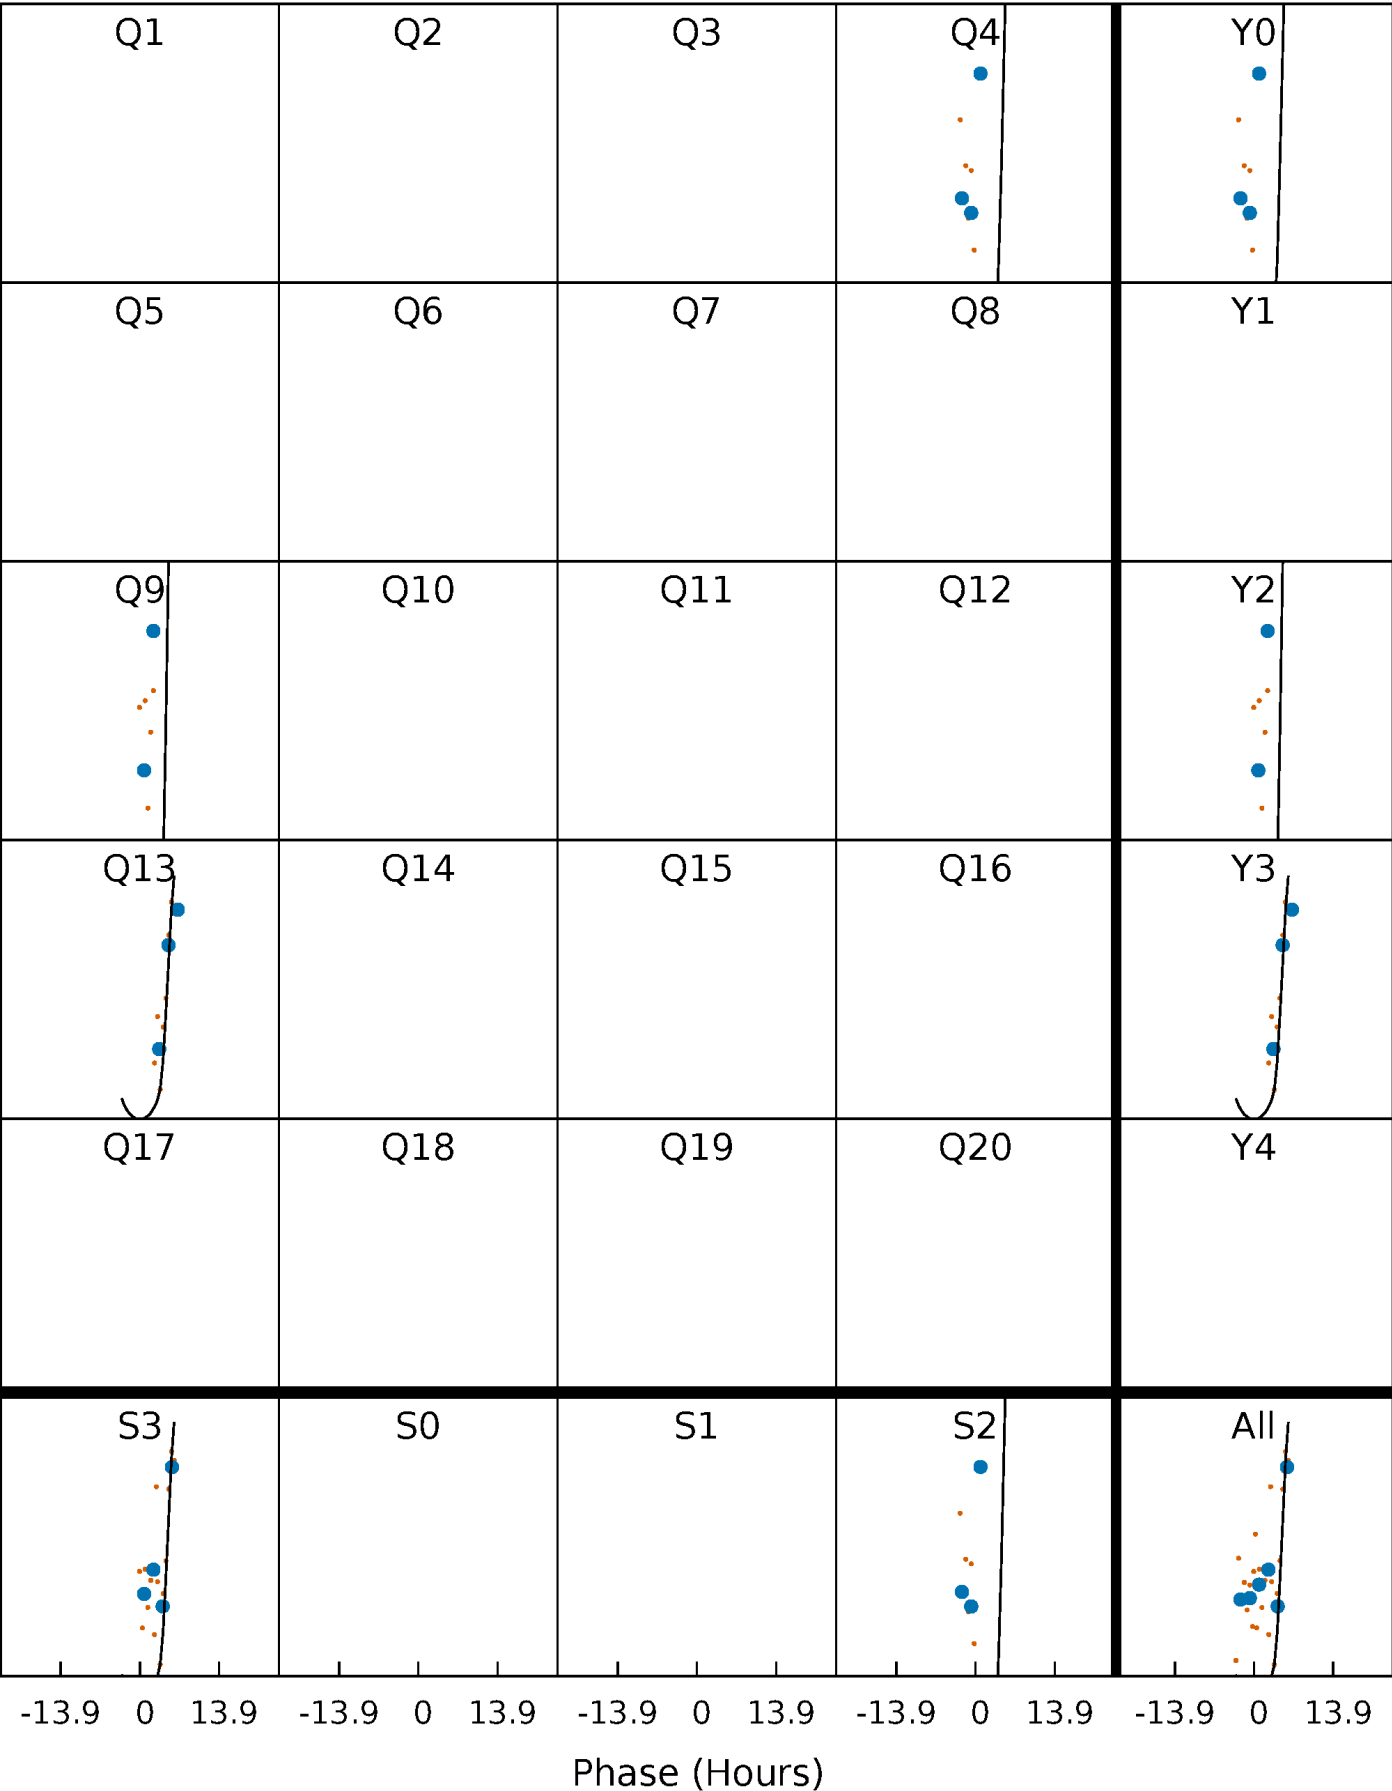 Q1 Q2 Q3 Q4 Y0
Q5 Q6 Q7 Q8 Y1
Q9 Q10 Q11 Q12 Y2
Q13 Q14 Q15 Q16 Y3
Q17 Q18 Q19 Q20 Y4
S3 S0 S1 S2 All
-13.9 0 13.9 -13.9 0 13.9 -13.9 0 13.9 -13.9 0 13.9 -13.9 0 13.9
Phase (Hours)